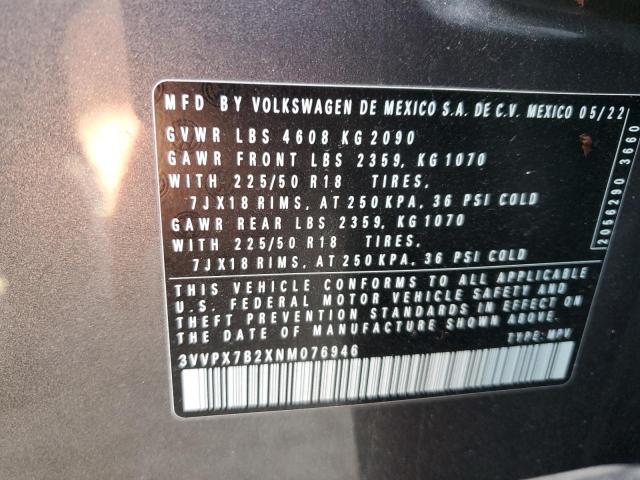 MFD BY VOLKSWAGEN DE MEXICO S.A. DE C.V. MEXICO 05/22
GVWR LBS 4608 KG 2090
GAWR FRONT LBS 2359, KG 1070
WITH 225/50 R18 TIRES,
7JX18 RIMS, AT 250 KPA, 36 PSI COLD
GAWR REAR LBS 2359, KG 1070
WITH 225/50 R18 TIRES,
7JX18 RIMS, AT 250 KPA, 36 PSI COLD
THIS VEHICLE CONFORMS TO ALL APPLICABLE
U.S. FEDERAL MOTOR VEHICLE SAFETY AND
THEFT PREVENTION STANDARDS IN EFFECT ON
THE DATE OF MANUFACTURE SHOWN ABOVE
3VVPX7B2XNM076946 TYPE: MPV
2056290 3660